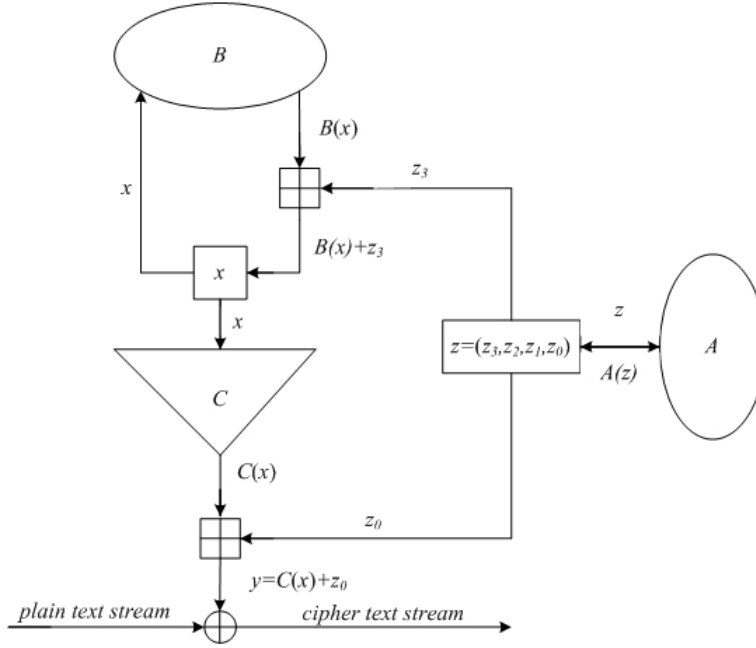 B
B(x)
z₃
x
B(x)+z₃
x
x
z
z=(z₃,z₂,z₁,z₀)
A
A(z)
C
C(x)
z₀
y=C(x)+z₀
plain text stream
cipher text stream